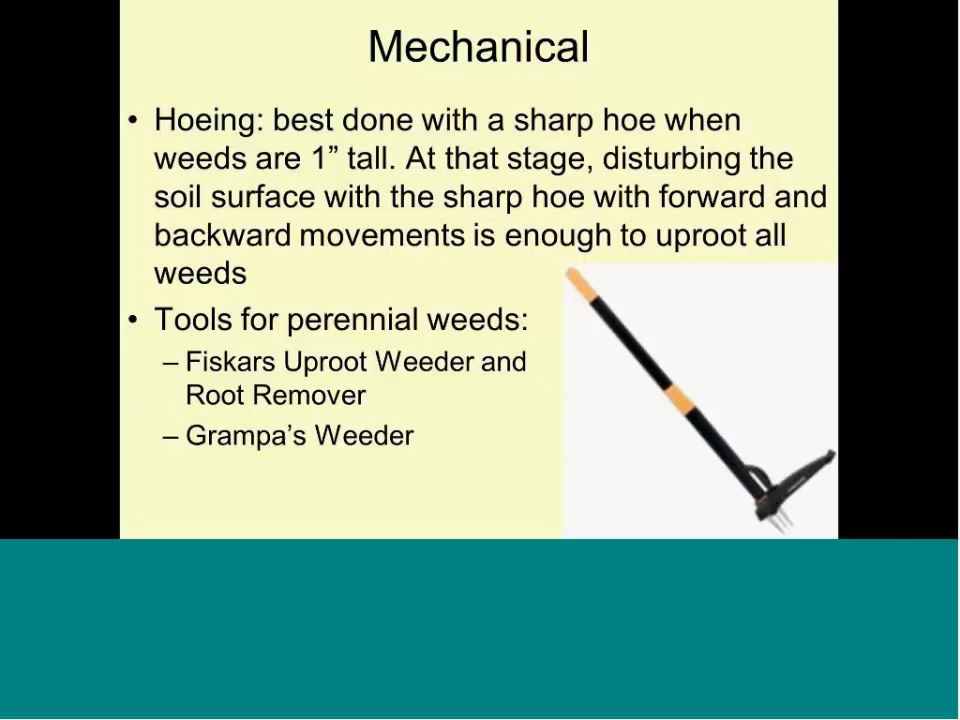 Mechanical
• Hoeing: best done with a sharp hoe when
weeds are 1” tall. At that stage, disturbing the
soil surface with the sharp hoe with forward and
backward movements is enough to uproot all
weeds
• Tools for perennial weeds:
– Fiskars Uproot Weeder and
Root Remover
– Grampa’s Weeder